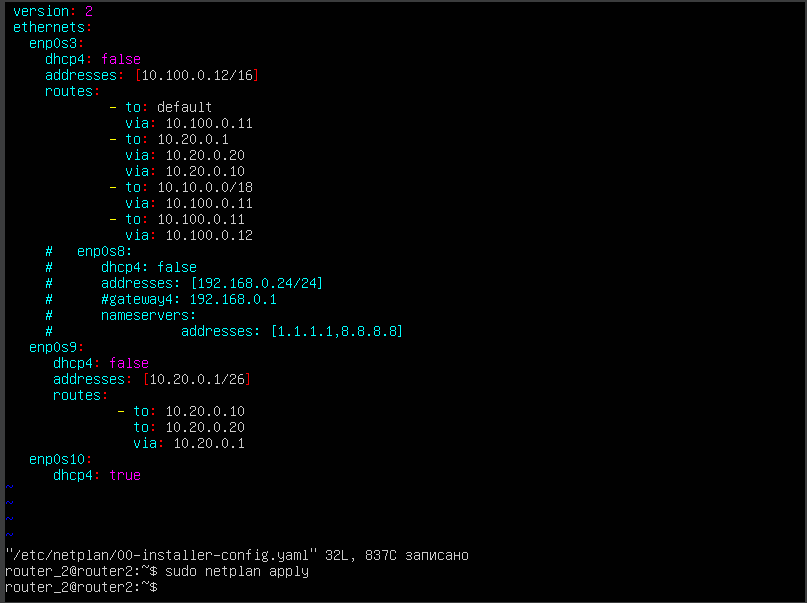 version: 2
ethernets:
  enp0s3:
    dhcp4: false
    addresses: [10.100.0.12/16]
    routes:
            - to: default
              via: 10.100.0.11
            - to: 10.20.0.1
              via: 10.20.0.20
              via: 10.20.0.10
            - to: 10.10.0.0/18
              via: 10.100.0.11
            - to: 10.100.0.11
              via: 10.100.0.12
    #   enp0s8:
    #      dhcp4: false
    #      addresses: [192.168.0.24/24]
    #      #gateway4: 192.168.0.1
    #      nameservers:
    #                addresses: [1.1.1.1,8.8.8.8]
  enp0s9:
     dhcp4: false
     addresses: [10.20.0.1/26]
     routes:
             - to: 10.20.0.10
               to: 10.20.0.20
               via: 10.20.0.1
  enp0s10:
     dhcp4: true
~
~
~
~
"/etc/netplan/00-installer-config.yaml" 32L, 837C записано
router_2@router2:~$ sudo netplan apply
router_2@router2:~$